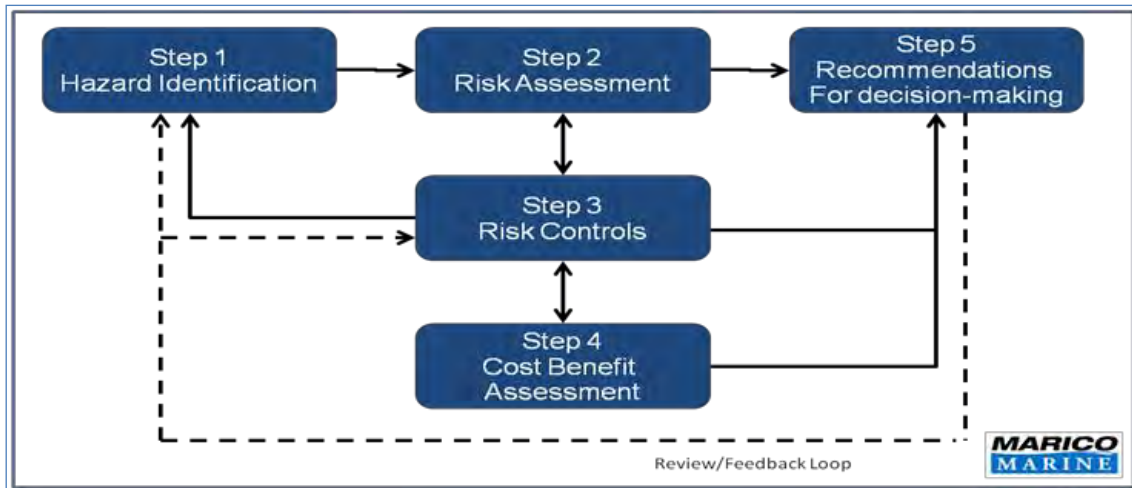 Step 1
Hazard Identification
Step 2
Risk Assessment
Step 5
Recommendations
For decision-making
Step 3
Risk Controls
Step 4
Cost Benefit
Assessment
Review/Feedback Loop
MARICO
MARINE